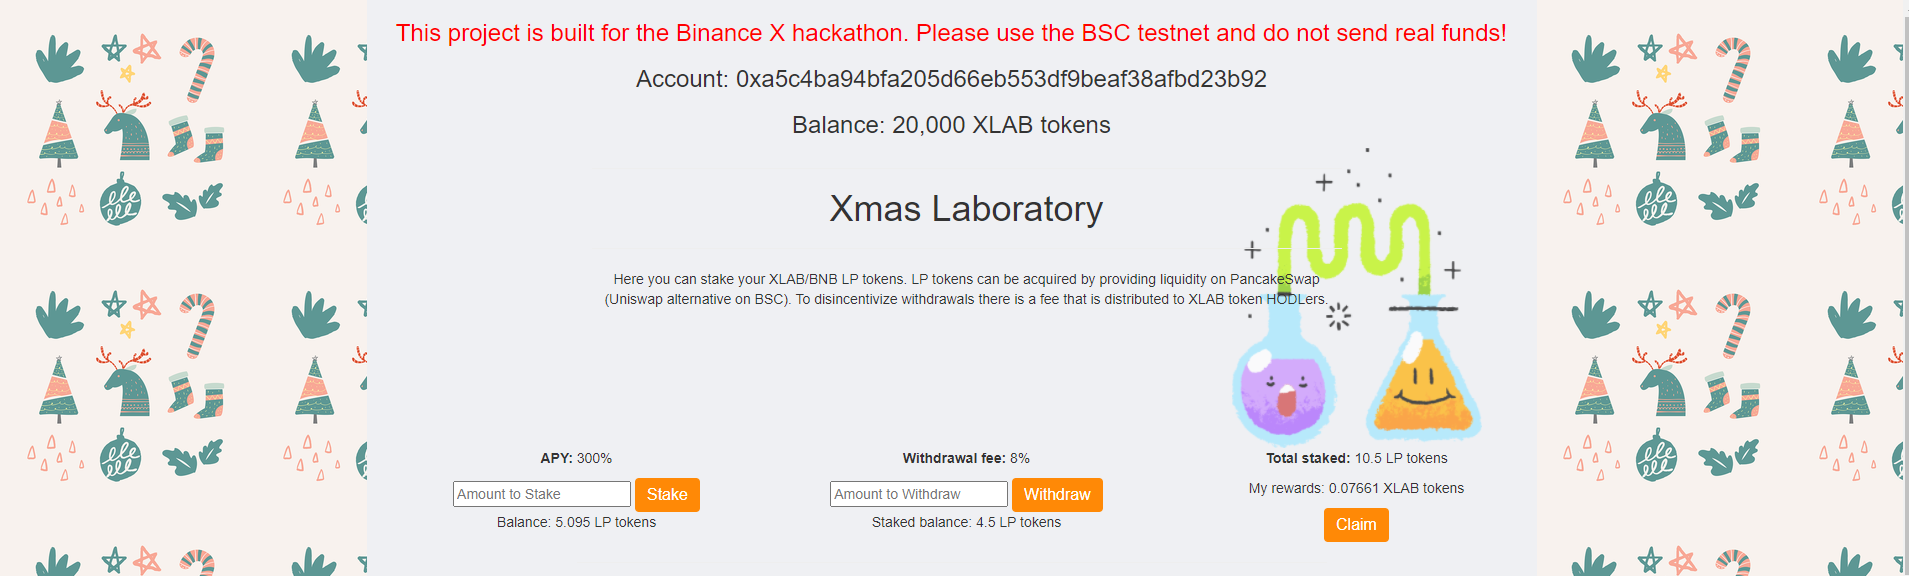 This project is built for the Binance X hackathon. Please use the BSC testnet and do not send real funds!
Account: 0xa5c4ba94bfa205d66eb553df9beaf38afbd23b92
Balance: 20,000 XLAB tokens
Xmas Laboratory
Here you can stake your XLAB/BNB LP tokens. LP tokens can be acquired by providing liquidity on PancakeSwap
(Uniswap alternative on BSC). To disincentivize withdrawals there is a fee that is distributed to XLAB token HODLers.
APY: 300%
Amount to Stake Stake
Balance: 5.095 LP tokens
Withdrawal fee: 8%
Amount to Withdraw Withdraw
Staked balance: 4.5 LP tokens
Total staked: 10.5 LP tokens
My rewards: 0.07661 XLAB tokens
Claim